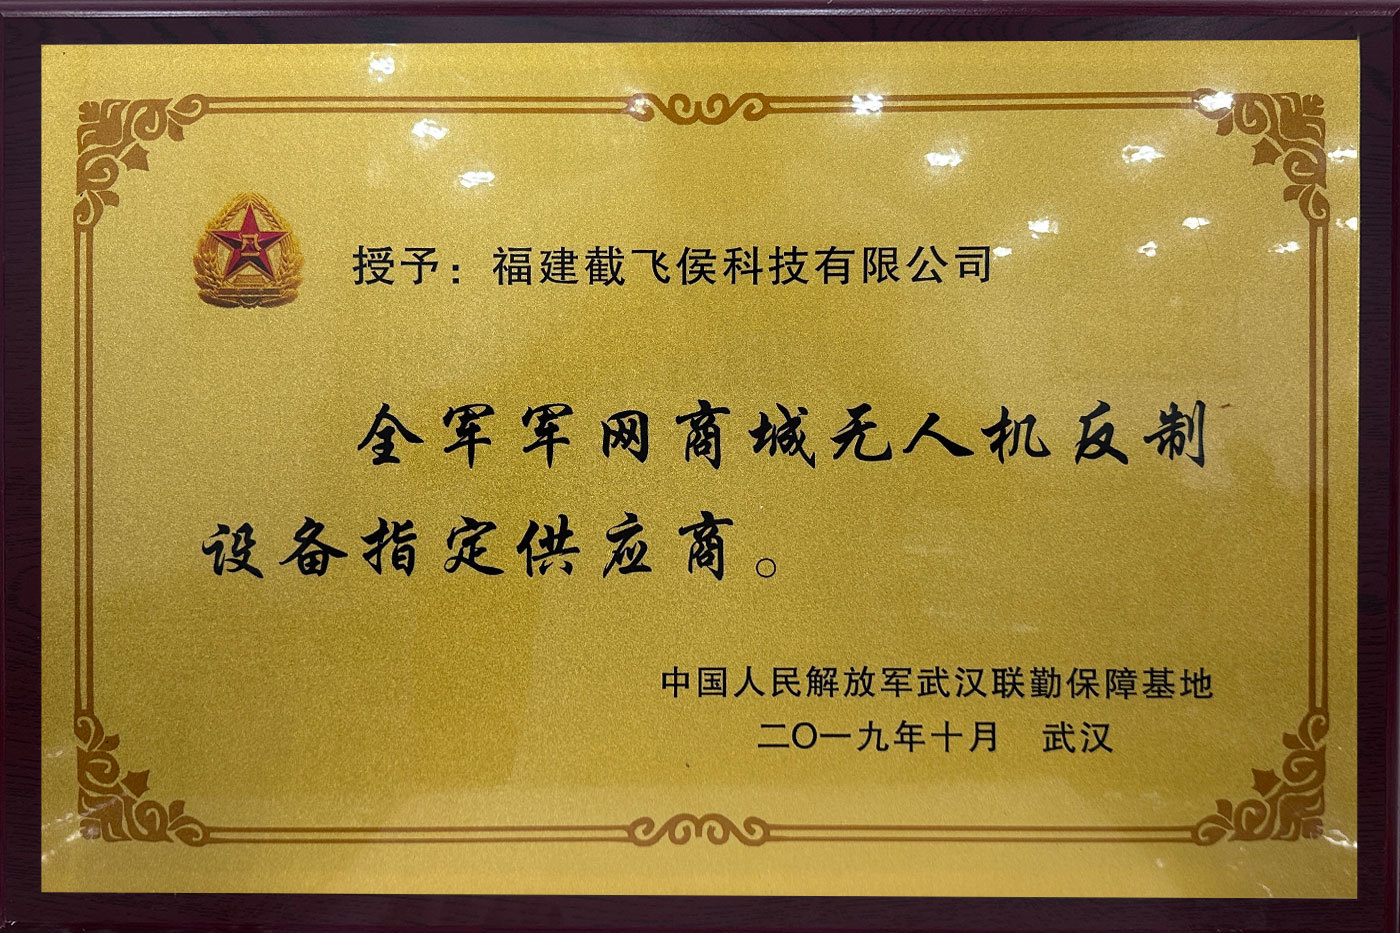 授予：福建截飞侯科技有限公司
全军军网商城无人机反制
设备指定供应商。
中国人民解放军武汉联勤保障基地
二〇一九年十月 武汉